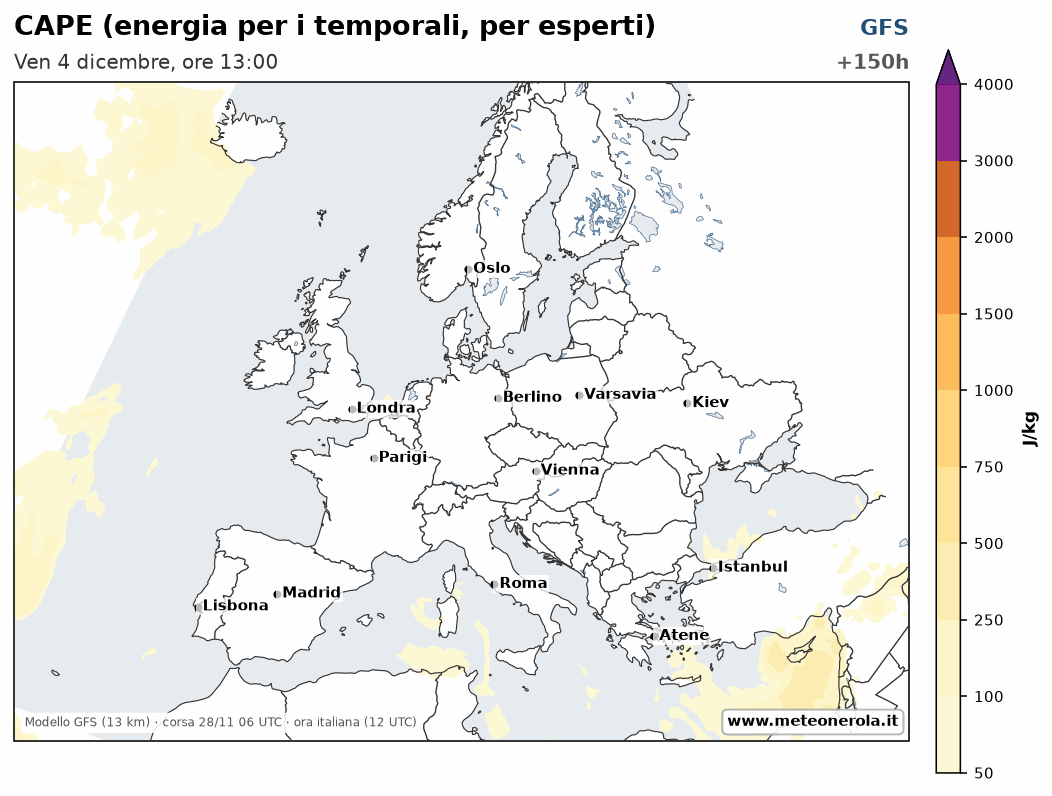 CAPE (energia per i temporali, per esperti)
GFS
Ven 4 dicembre, ore 13:00
+150h
4000
3000
2000
1500
1000
750
500
250
100
50
J/kg
Oslo
Londra
Berlino
Varsavia
Kiev
Parigi
Vienna
Istanbul
Roma
Madrid
Lisbona
Atene
Modello GFS (13 km) · corsa 28/11 06 UTC · ora italiana (12 UTC)
www.meteonerola.it